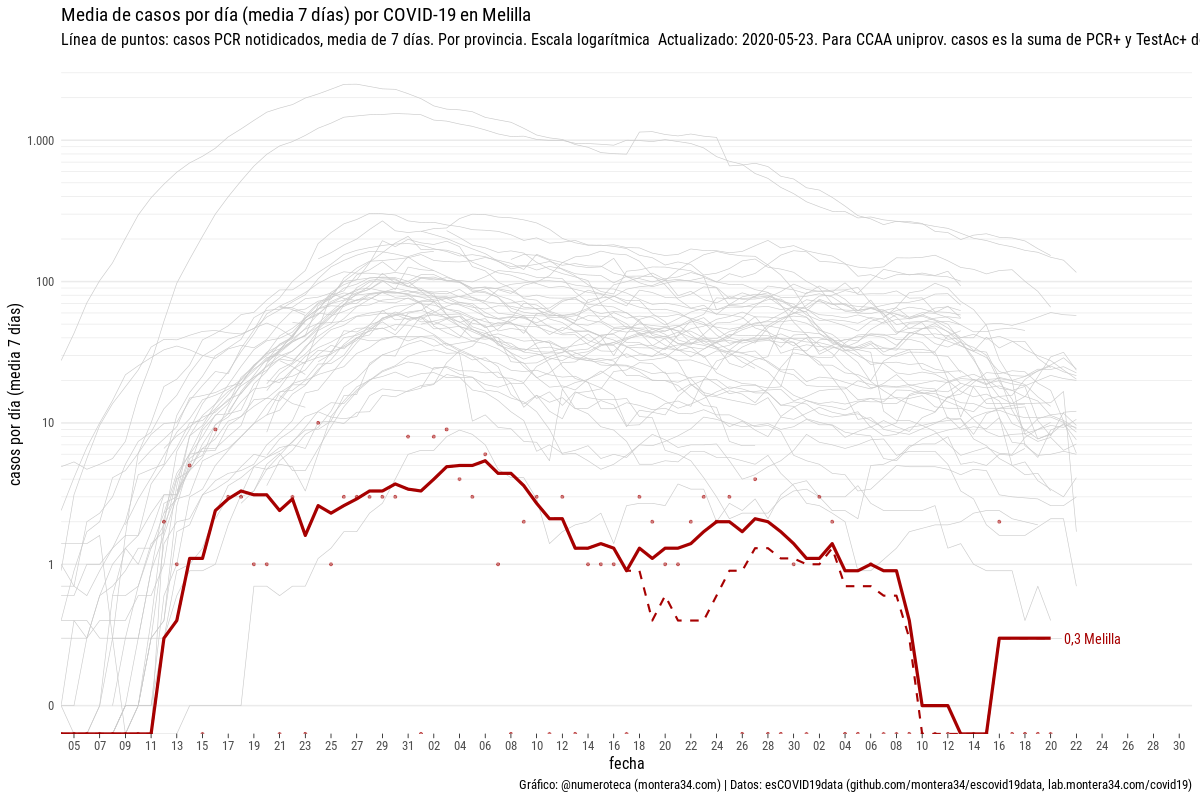 Media de casos por día (media 7 días) por COVID-19 en Melilla
Línea de puntos: casos PCR notidicados, media de 7 días. Por provincia. Escala logarítmica  Actualizado: 2020-05-23. Para CCAA uniprov. casos es la suma de PCR+ y TestAc+ d
casos por día (media 7 días)
1.000
100
10
1
0
0,3 Melilla
05 07 09 11 13 15 17 19 21 23 25 27 29 31 02 04 06 08 10 12 14 16 18 20 22 24 26 28 30 02 04 06 08 10 12 14 16 18 20 22 24 26 28 30
fecha
Gráfico: @numeroteca (montera34.com) | Datos: esCOVID19data (github.com/montera34/escovid19data, lab.montera34.com/covid19)